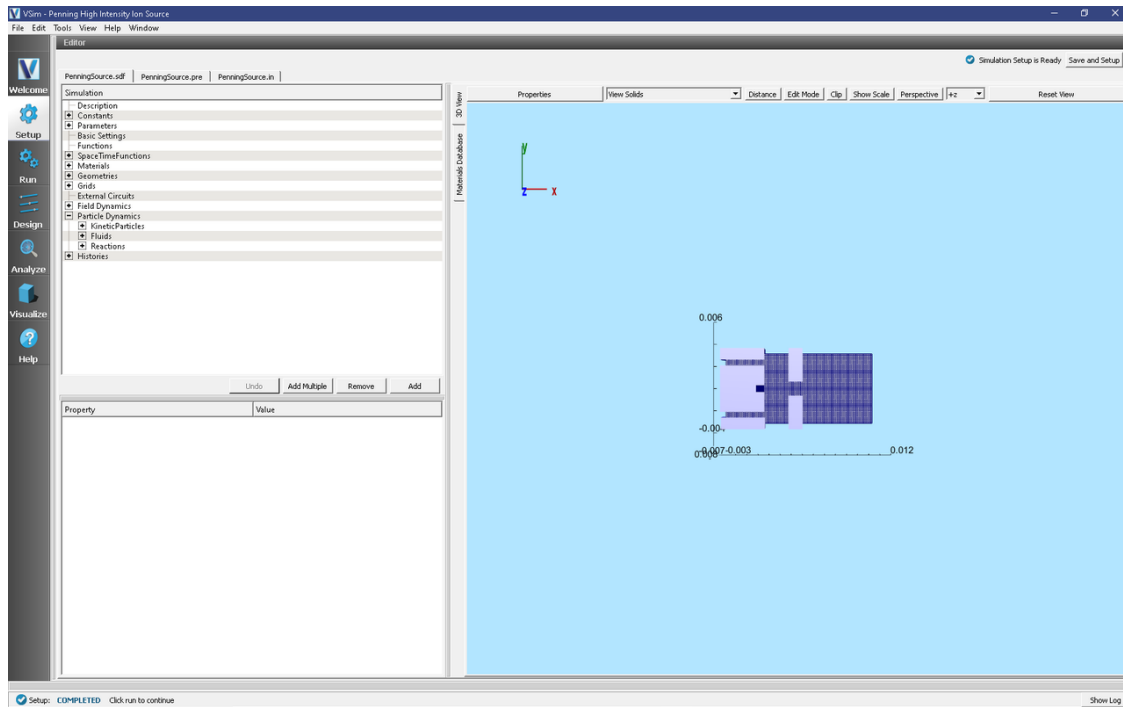 VSim - Penning High Intensity Ion Source
File Edit Tools View Help Window
Editor
Simulation Setup is Ready Save and Setup
PenningSource.sdf PenningSource.pre PenningSource.in
Welcome
Setup
Run
Design
Analyze
Visualize
Help
Simulation
Description
Constants
Parameters
Basic Settings
Functions
SpaceTimeFunctions
Materials
Geometries
Grids
External Circuits
Field Dynamics
Particle Dynamics
KineticParticles
Fluids
Reactions
Histories
Undo Add Multiple Remove Add
Property Value
3D View
Materials Database
Properties View Solids Distance Edit Mode Clip Show Scale Perspective +z Reset View
y
z x
0.006
-0.00
-0.003 0.012
Setup: COMPLETED Click run to continue Show Log